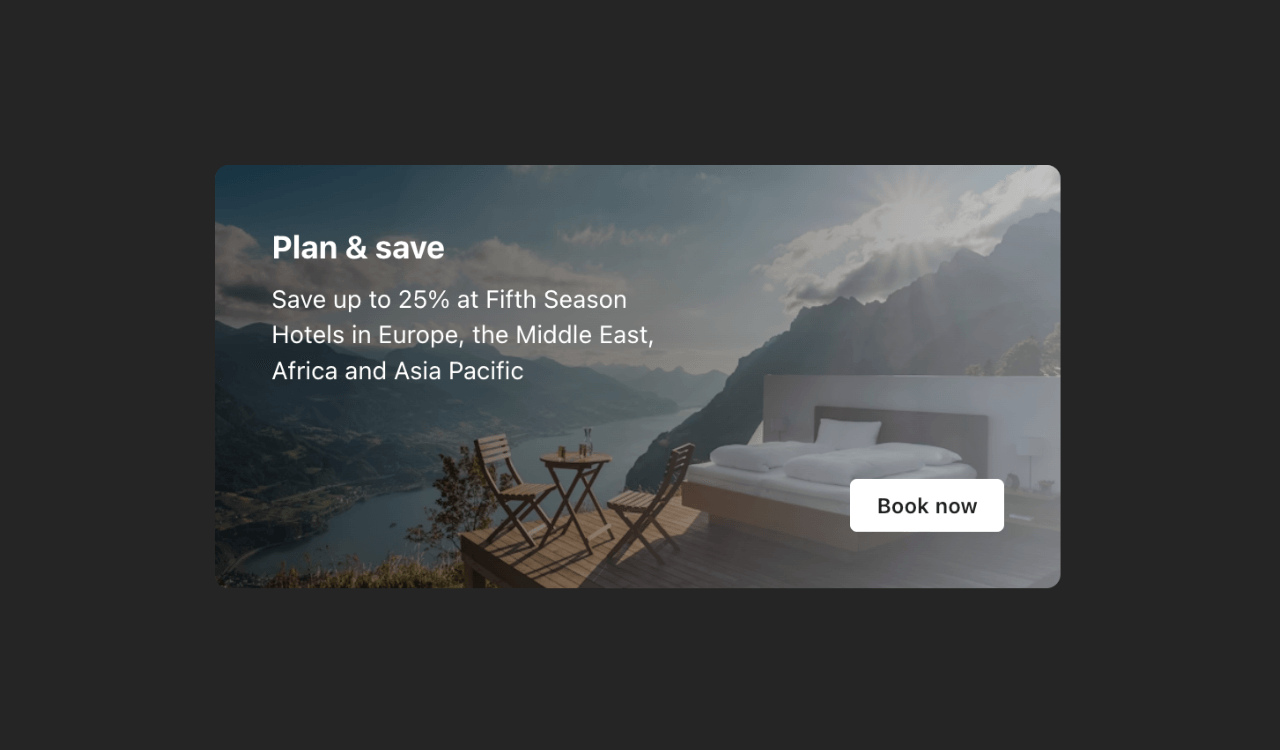 Plan & save
Save up to 25% at Fifth Season
Hotels in Europe, the Middle East,
Africa and Asia Pacific
Book now